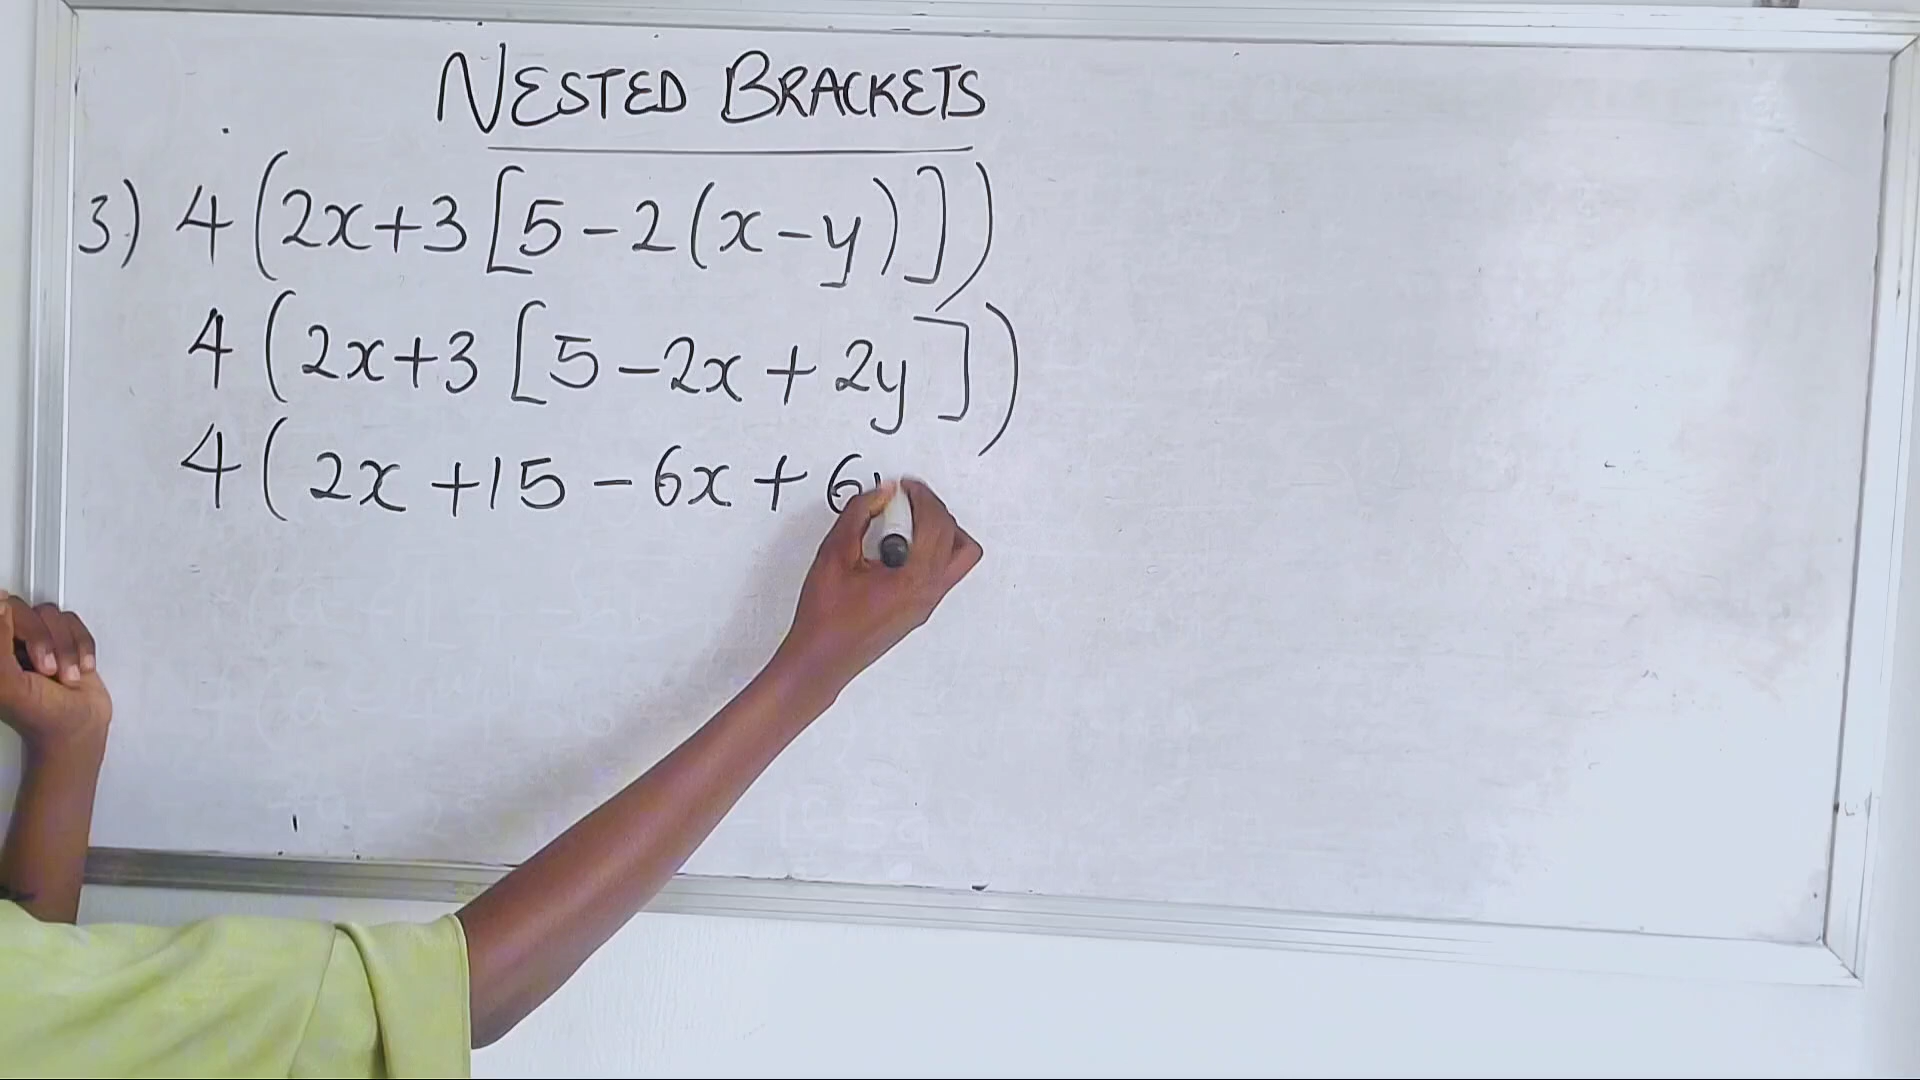 NESTED BRACKETS
3) 4(2x+3[5-2(x-y)])
4(2x+3[5-2x+2y])
4(2x+15-6x+6